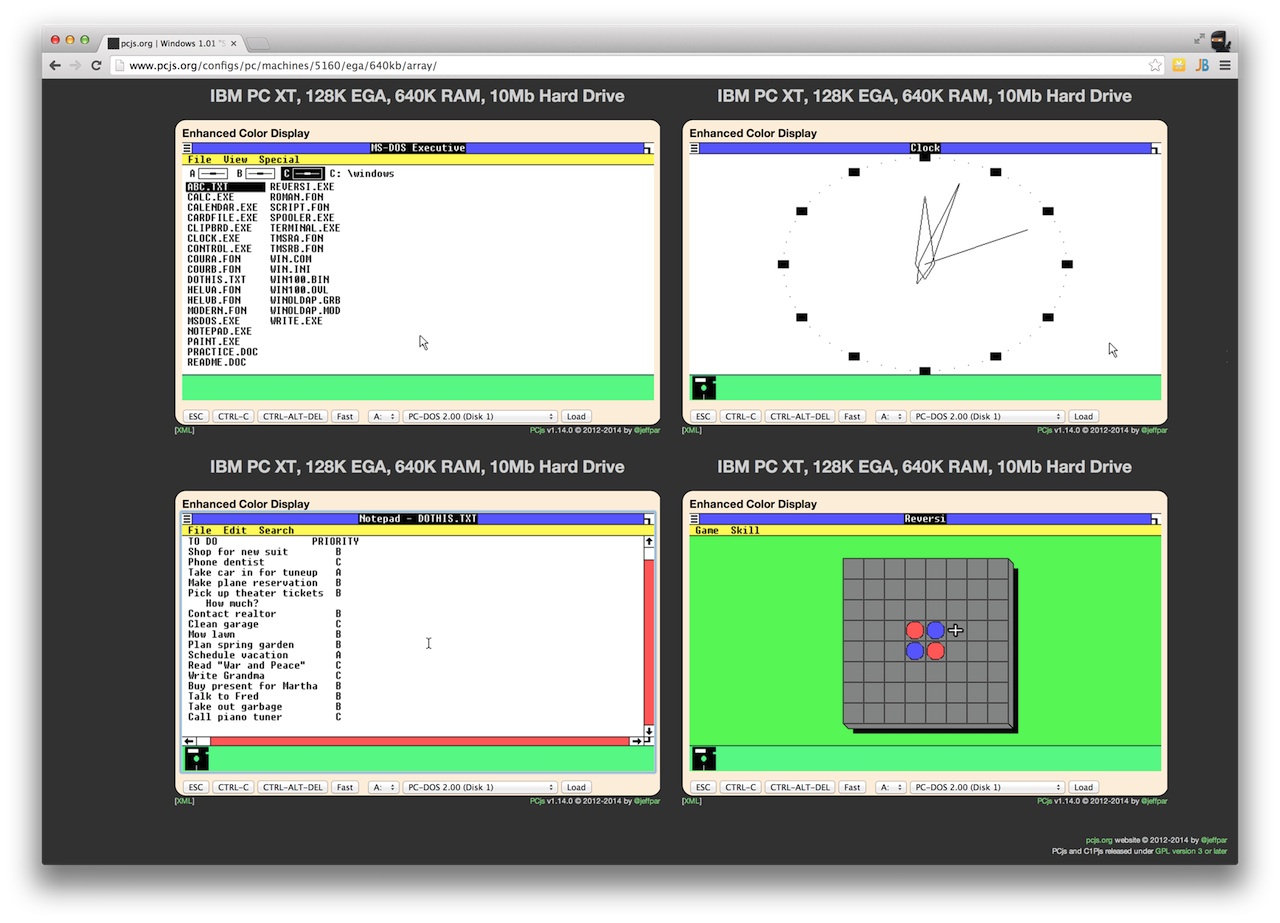 pcjs.org | Windows 1.01 "S
www.pcjs.org/configs/pc/machines/5160/ega/640kb/array/
JB
IBM PC XT, 128K EGA, 640K RAM, 10Mb Hard Drive
Enhanced Color Display
MS-DOS Executive
File View Special
A B C C: \windows
ABC.TXT REVERSI.EXE
CALC.EXE ROMAN.FON
CALENDAR.EXE SCRIPT.FON
CARDFILE.EXE SPOOLER.EXE
CLIPBRD.EXE TERMINAL.EXE
CLOCK.EXE TMSRA.FON
CONTROL.EXE TMSRB.FON
COURA.FON WIN.COM
COURB.FON WIN.INI
DOTHIS.TXT WIN100.BIN
HELVA.FON WIN100.OVL
HELVB.FON WINOLDAP.GRB
MODERN.FON WINOLDAP.MOD
MSDOS.EXE WRITE.EXE
NOTEPAD.EXE
PAINT.EXE
PRACTICE.DOC
README.DOC
ESC CTRL-C CTRL-ALT-DEL Fast A: PC-DOS 2.00 (Disk 1) Load
[XML] PCjs v1.14.0 © 2012-2014 by @jeffpar
IBM PC XT, 128K EGA, 640K RAM, 10Mb Hard Drive
Enhanced Color Display
Clock
ESC CTRL-C CTRL-ALT-DEL Fast A: PC-DOS 2.00 (Disk 1) Load
[XML] PCjs v1.14.0 © 2012-2014 by @jeffpar
IBM PC XT, 128K EGA, 640K RAM, 10Mb Hard Drive
Enhanced Color Display
Notepad - DOTHIS.TXT
File Edit Search
TO DO PRIORITY
Shop for new suit B
Phone dentist C
Take car in for tuneup A
Make plane reservation B
Pick up theater tickets B
How much?
Contact realtor B
Clean garage C
Mow lawn B
Plan spring garden B
Schedule vacation A
Read "War and Peace" C
Write Grandma C
Buy present for Martha B
Talk to Fred B
Take out garbage B
Call piano tuner C
ESC CTRL-C CTRL-ALT-DEL Fast A: PC-DOS 2.00 (Disk 1) Load
[XML] PCjs v1.14.0 © 2012-2014 by @jeffpar
IBM PC XT, 128K EGA, 640K RAM, 10Mb Hard Drive
Enhanced Color Display
Reversi
Game Skill
ESC CTRL-C CTRL-ALT-DEL Fast A: PC-DOS 2.00 (Disk 1) Load
[XML] PCjs v1.14.0 © 2012-2014 by @jeffpar
pcjs.org website © 2012-2014 by @jeffpar
PCjs and C1Pjs released under GPL version 3 or later